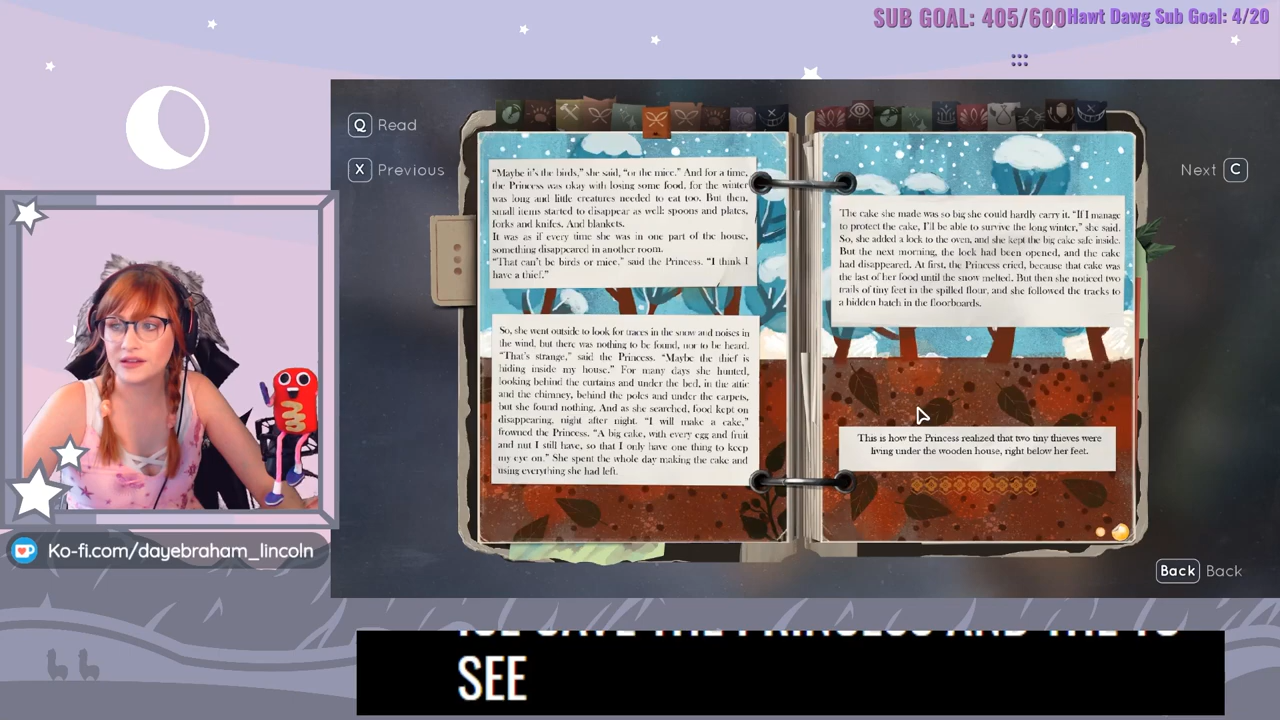 SUB GOAL: 405/600
Hawt Dawg Sub Goal: 4/20
Q Read
X Previous
Next C
“Maybe it’s the birds,” she said, “or the mice.” And for a time,
the Princess was okay with losing some food, for the winter
was long and little creatures needed to eat too. But then,
small items started to disappear as well: spoons and plates,
forks and knifes. And blankets.
It was as if every time she was in one part of the house,
something disappeared in another room.
“That can’t be birds or mice,” said the Princess. “I think I
have a thief.”
So, she went outside to look for traces in the snow and noises in
the wind, but there was nothing to be found, nor to be heard.
“That’s strange,” said the Princess. “Maybe the thief is
hiding inside my house.” For many days she hunted,
looking behind the curtains and under the bed, in the attic
and the chimney, behind the poles and under the carpets,
but she found nothing. And as she searched, food kept on
disappearing, night after night. “I will make a cake,”
frowned the Princess. “A big cake, with every egg and fruit
and nut I still have, so that I only have one thing to keep
my eye on.” She spent the whole day making the cake and
using everything she had left.
The cake she made was so big she could hardly carry it. “If I manage
to protect the cake, I’ll be able to survive the long winter,” she said.
So, she added a lock to the oven, and she kept the big cake safe inside.
But the next morning, the lock had been opened, and the cake
had disappeared. At first, the Princess cried, because that cake was
the last of her food until the snow melted. But then she noticed two
trails of tiny feet in the spilled flour, and she followed the tracks to
a hidden hatch in the floorboards.
This is how the Princess realized that two tiny thieves were
living under the wooden house, right below her feet.
Back Back
Ko-fi.com/dayebraham_lincoln
SAVE THE PRINCESS AND THE TO
SEE